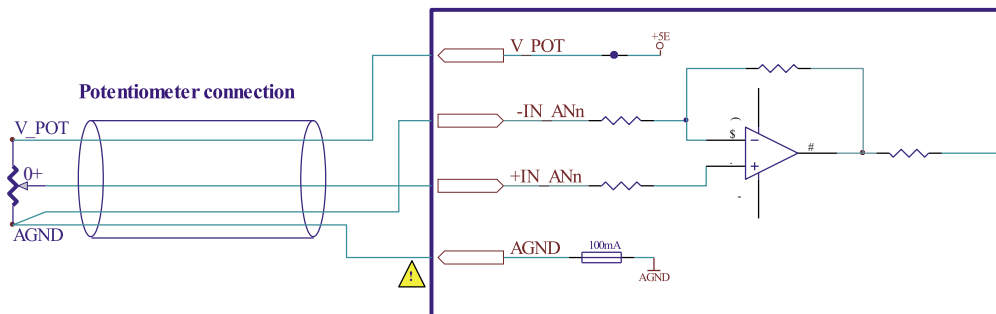 V_POT
+5E
Potentiometer connection
V_POT
-IN_ANn
$
#
0+
+IN_ANn
AGND
AGND
100mA
AGND
!